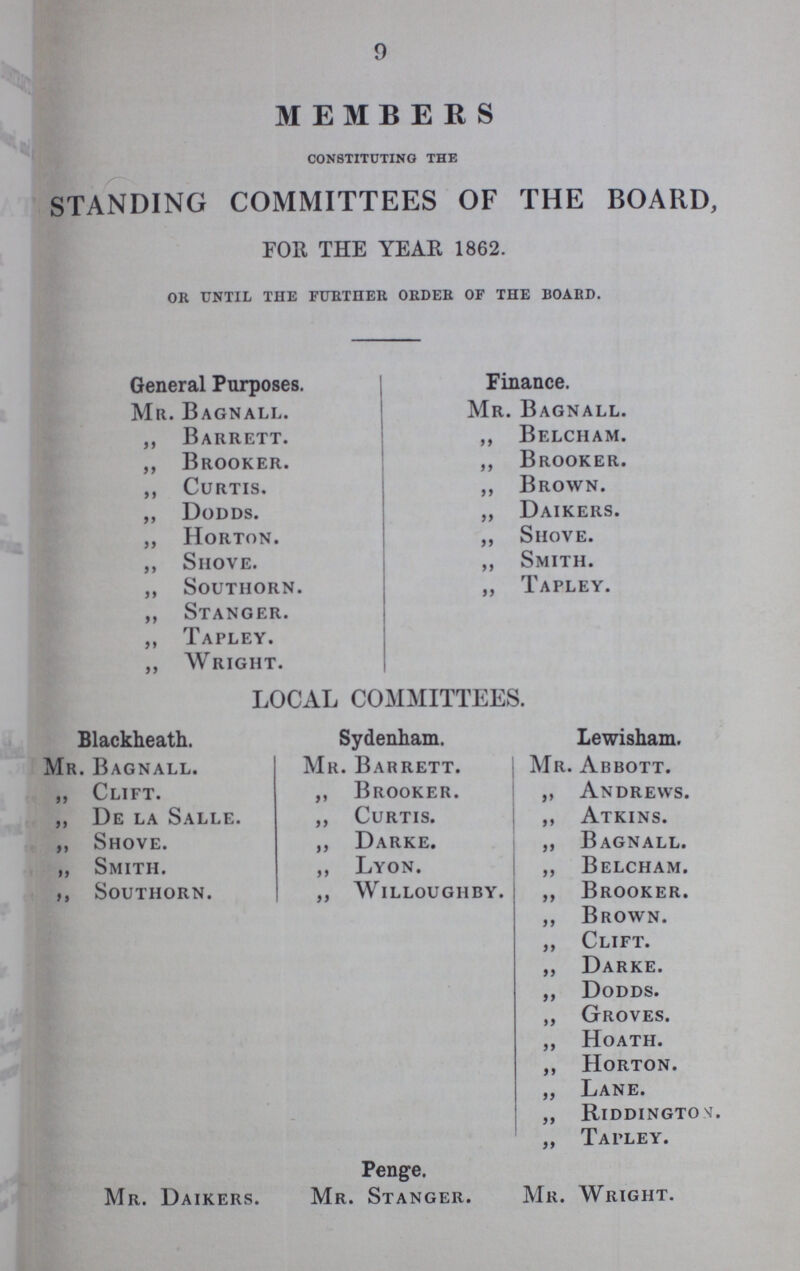 9
MEMBERS
CONSTITUTING THE
STANDING COMMITTEES OF THE BOARD,
FOR THE YEAR 1862.
OR UNTIL THE FURTHER ORDER OF THE BOARD.
General Purposes.
MR. BAGNALL.
„ BARRETT.
„ BROOKER.
„ CURTIS.
„ DODDS.
„ HORTON.
„ SHOVE.
„ SOUTHORN.
„ STANGER.
„ TAPLEY.
„ WRIGHT.
Finance.
MR. BAGNALL.
„ BELCHAM.
„ BROOKER.
„ BROWN.
„ DAIKERS.
„ SHOVE.
„ SMITH.
„ TAPLEY.
LOCAL COMMITTEES.
Blackheath.
MR. BAGNALL.
„ CLIFT.
„ DE LA SALLE.
„ SHOVE.
„ SMITH.
„ SOUTHORN.
Sydenham.
MR. BARRETT.
„ BROOKER.
„ CURTIS.
„ DARKE.
„ LYON.
„ WILLOUGHBY.
Lewisham.
MR. ABBOTT.
„ ANDREWS.
„ ATKINS.
„ BAGNALL.
„ BELCHAM.
„ BROOKER.
„ BROWN.
„ CLIFT.
„ DARKE.
„ DODDS.
„ GROVES.
„ HOATH.
„ HORTON.
„ LANE.
„ RIDDINGTON.
„ TAPLEY.
Penge.
MR. DAIKERS. MR. STANGER. MR. WRIGHT.